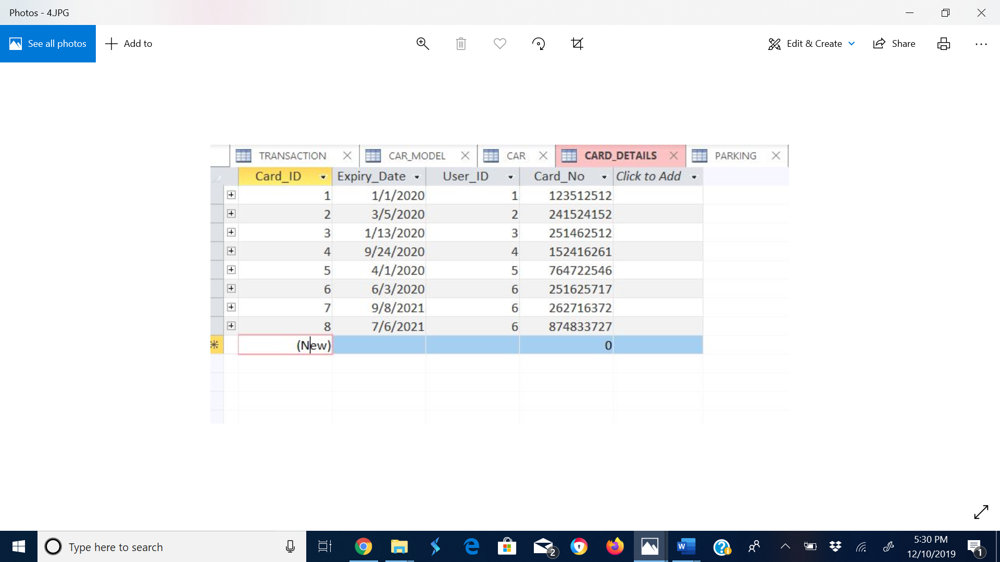 Photos - 4.JPG
See all photos Add to Edit & Create Share
TRANSACTION CAR_MODEL CAR CARD_DETAILS PARKING
Card_ID Expiry_Date User_ID Card_No Click to Add
1 1/1/2020 1 123512512
2 3/5/2020 2 241524152
3 1/13/2020 3 251462512
4 9/24/2020 4 152416261
5 4/1/2020 5 764722546
6 6/3/2020 6 251625717
7 9/8/2021 6 262716372
8 7/6/2021 6 874833727
(New) 0
Type here to search 2 W 5:30 PM 1
12/10/2019